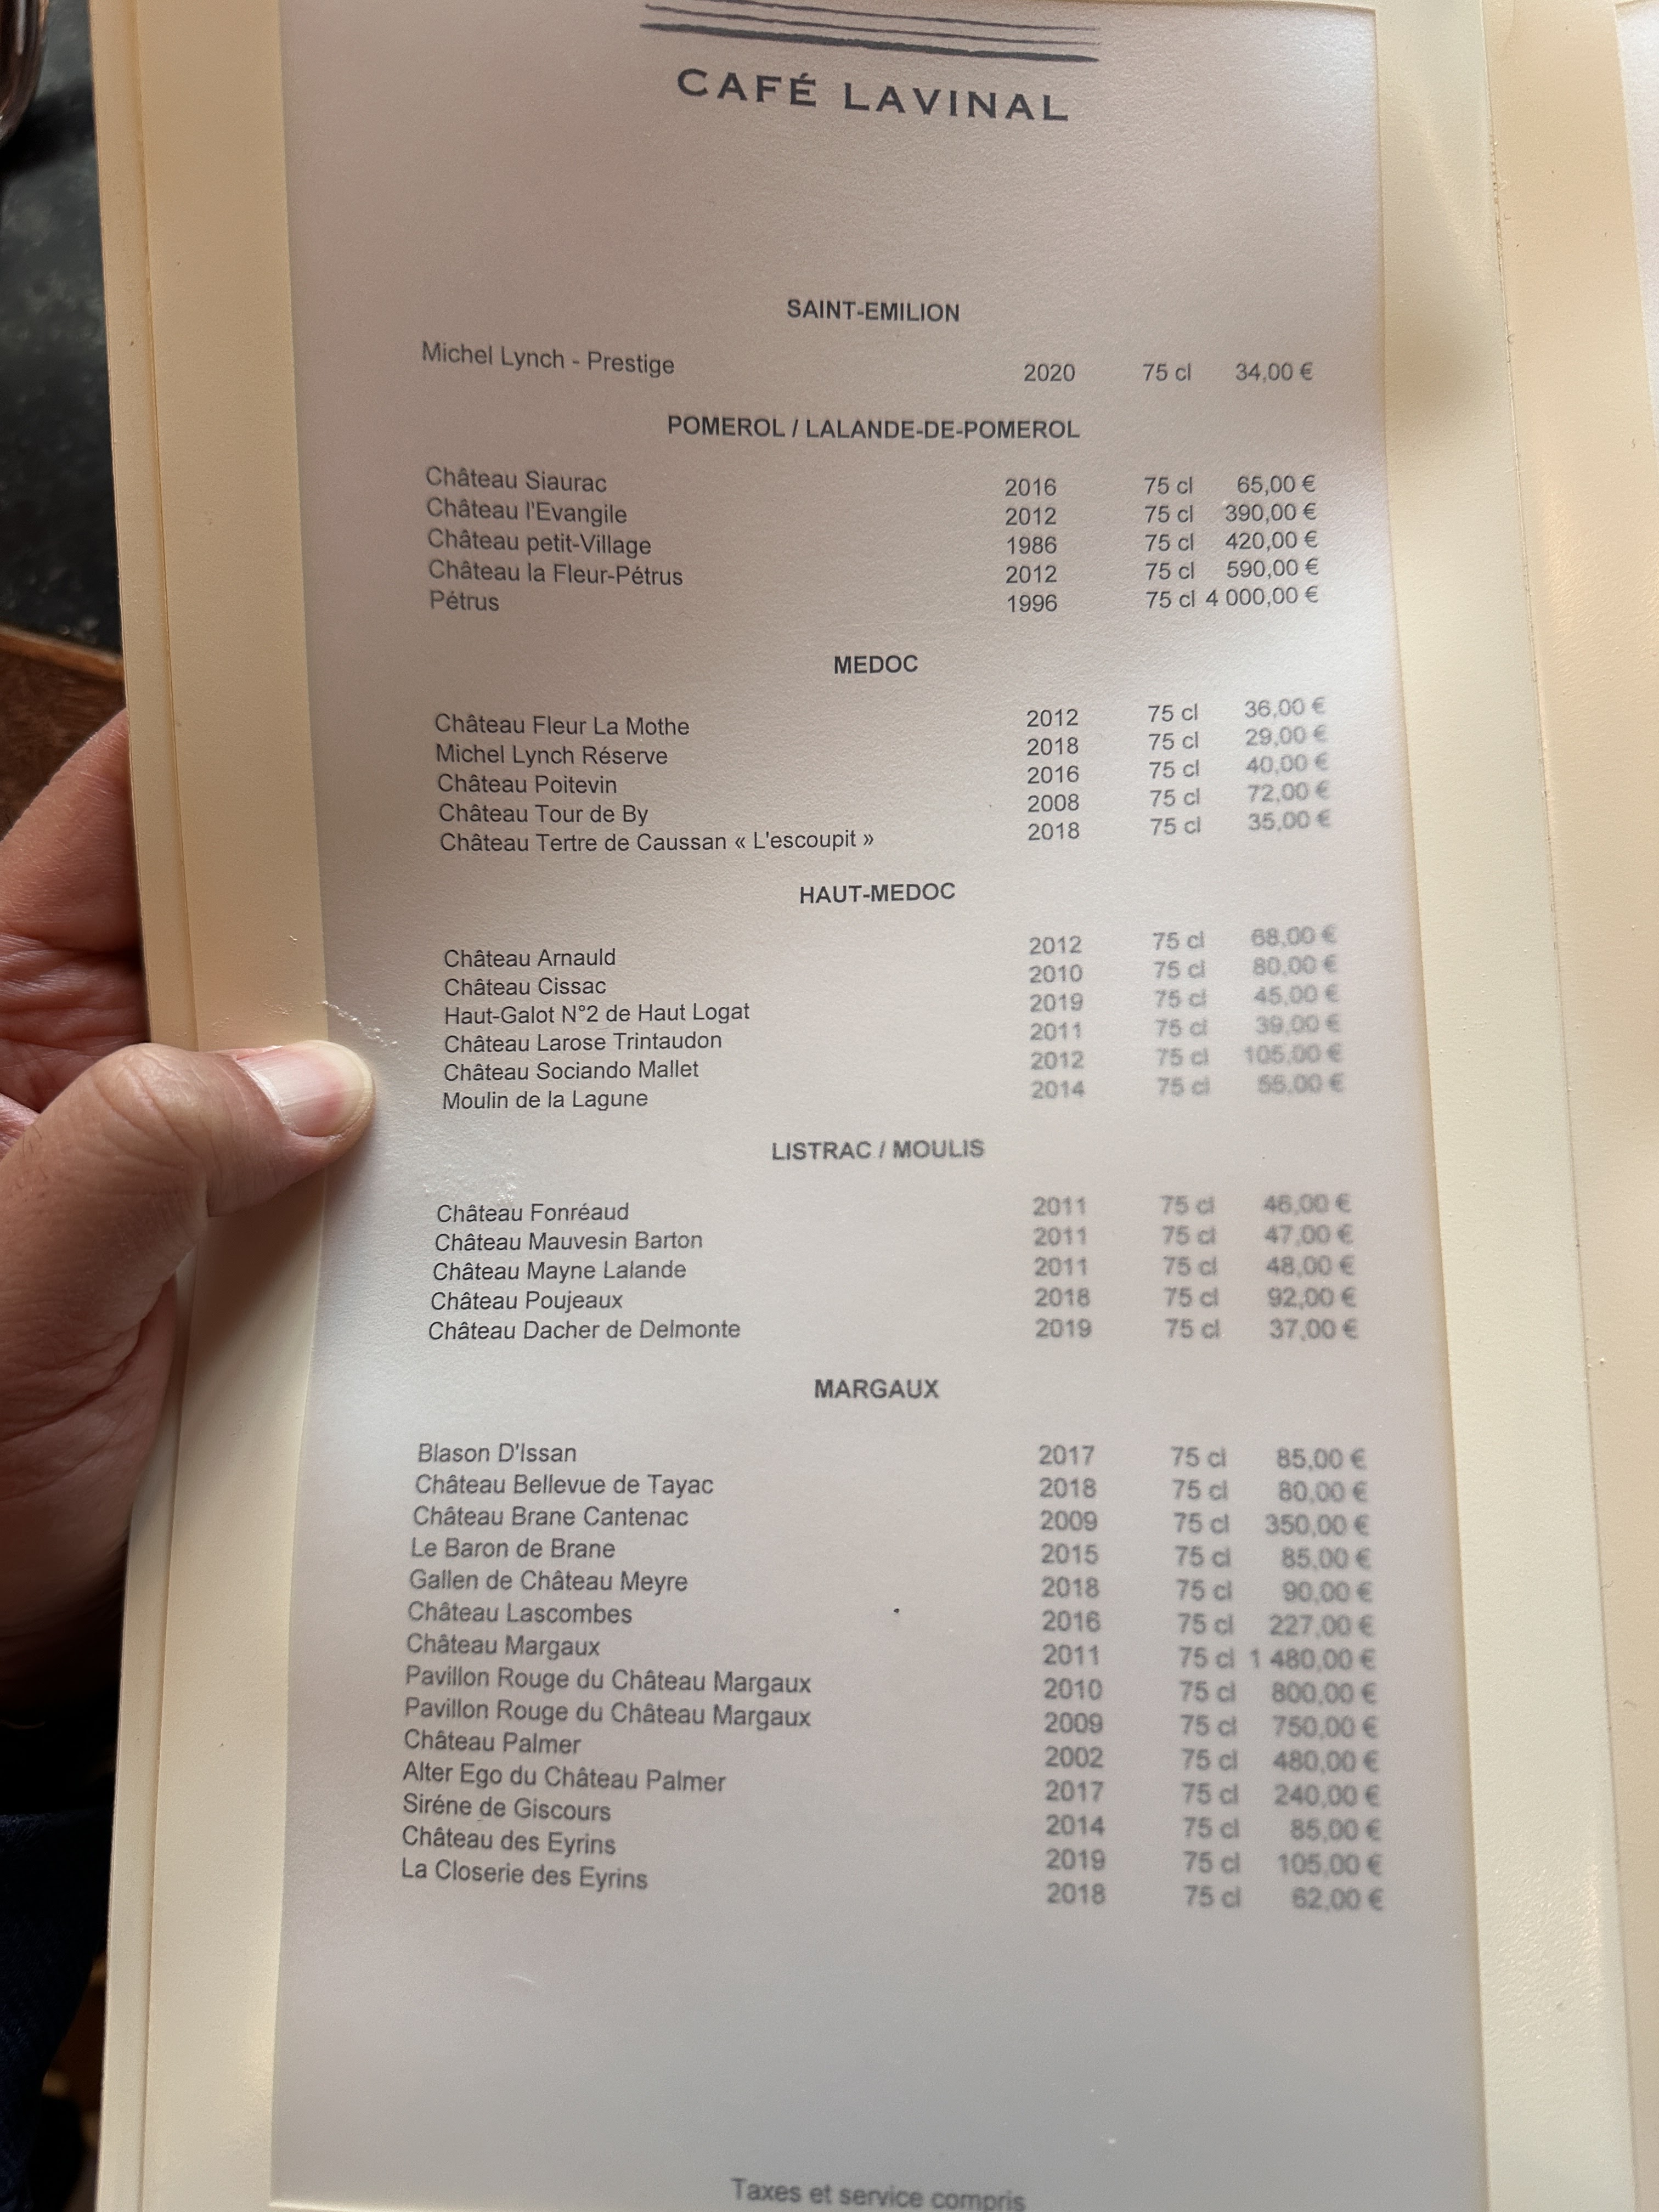 CAFÉ LAVINAL
SAINT-EMILION
Michel Lynch - Prestige 2020 75 cl 34,00 €
POMEROL / LALANDE-DE-POMEROL
Château Siaurac 2016 75 cl 65,00 €
Château l'Evangile 2012 75 cl 390,00 €
Château petit-Village 1986 75 cl 420,00 €
Château la Fleur-Pétrus 2012 75 cl 590,00 €
Pétrus 1996 75 cl 4 000,00 €
MEDOC
Château Fleur La Mothe 2012 75 cl 36,00 €
Michel Lynch Réserve 2018 75 cl 29,00 €
Château Poitevin 2016 75 cl 40,00 €
Château Tour de By 2008 75 cl 72,00 €
Château Tertre de Caussan « L'escoupit » 2018 75 cl 35,00 €
HAUT-MEDOC
Château Arnauld 2012 75 cl 68,00 €
Château Cissac 2010 75 cl 80,00 €
Haut-Galot N°2 de Haut Logat 2019 75 cl 45,00 €
Château Larose Trintaudon 2011 75 cl 39,00 €
Château Sociando Mallet 2012 75 cl 105,00 €
Moulin de la Lagune 2014 75 cl
LISTRAC / MOULIS
Château Fonréaud 2011 75 cl 46,00 €
Château Mauvesin Barton 2011 75 cl 47,00 €
Château Mayne Lalande 2011 75 cl 48,00 €
Château Poujeaux 2018 75 cl 92,00 €
Château Dacher de Delmonte 2019 75 cl 37,00 €
MARGAUX
Blason D'Issan 2017 75 cl 85,00 €
Château Bellevue de Tayac 2018 75 cl 80,00 €
Château Brane Cantenac 2009 75 cl 350,00 €
Le Baron de Brane 2015 75 cl 85,00 €
Gallen de Château Meyre 2018 75 cl 90,00 €
Château Lascombes 2016 75 cl 227,00 €
Château Margaux 2011 75 cl 1 480,00 €
Pavillon Rouge du Château Margaux 2010 75 cl 800,00 €
Pavillon Rouge du Château Margaux 2009 75 cl 750,00 €
Château Palmer 2002 75 cl 480,00 €
Alter Ego du Château Palmer 2017 75 cl 240,00 €
Siréne de Giscours 2014 75 cl 85,00 €
Château des Eyrins 2019 75 cl 105,00 €
La Closerie des Eyrins 2018 75 cl 62,00 €
Taxes et service compris